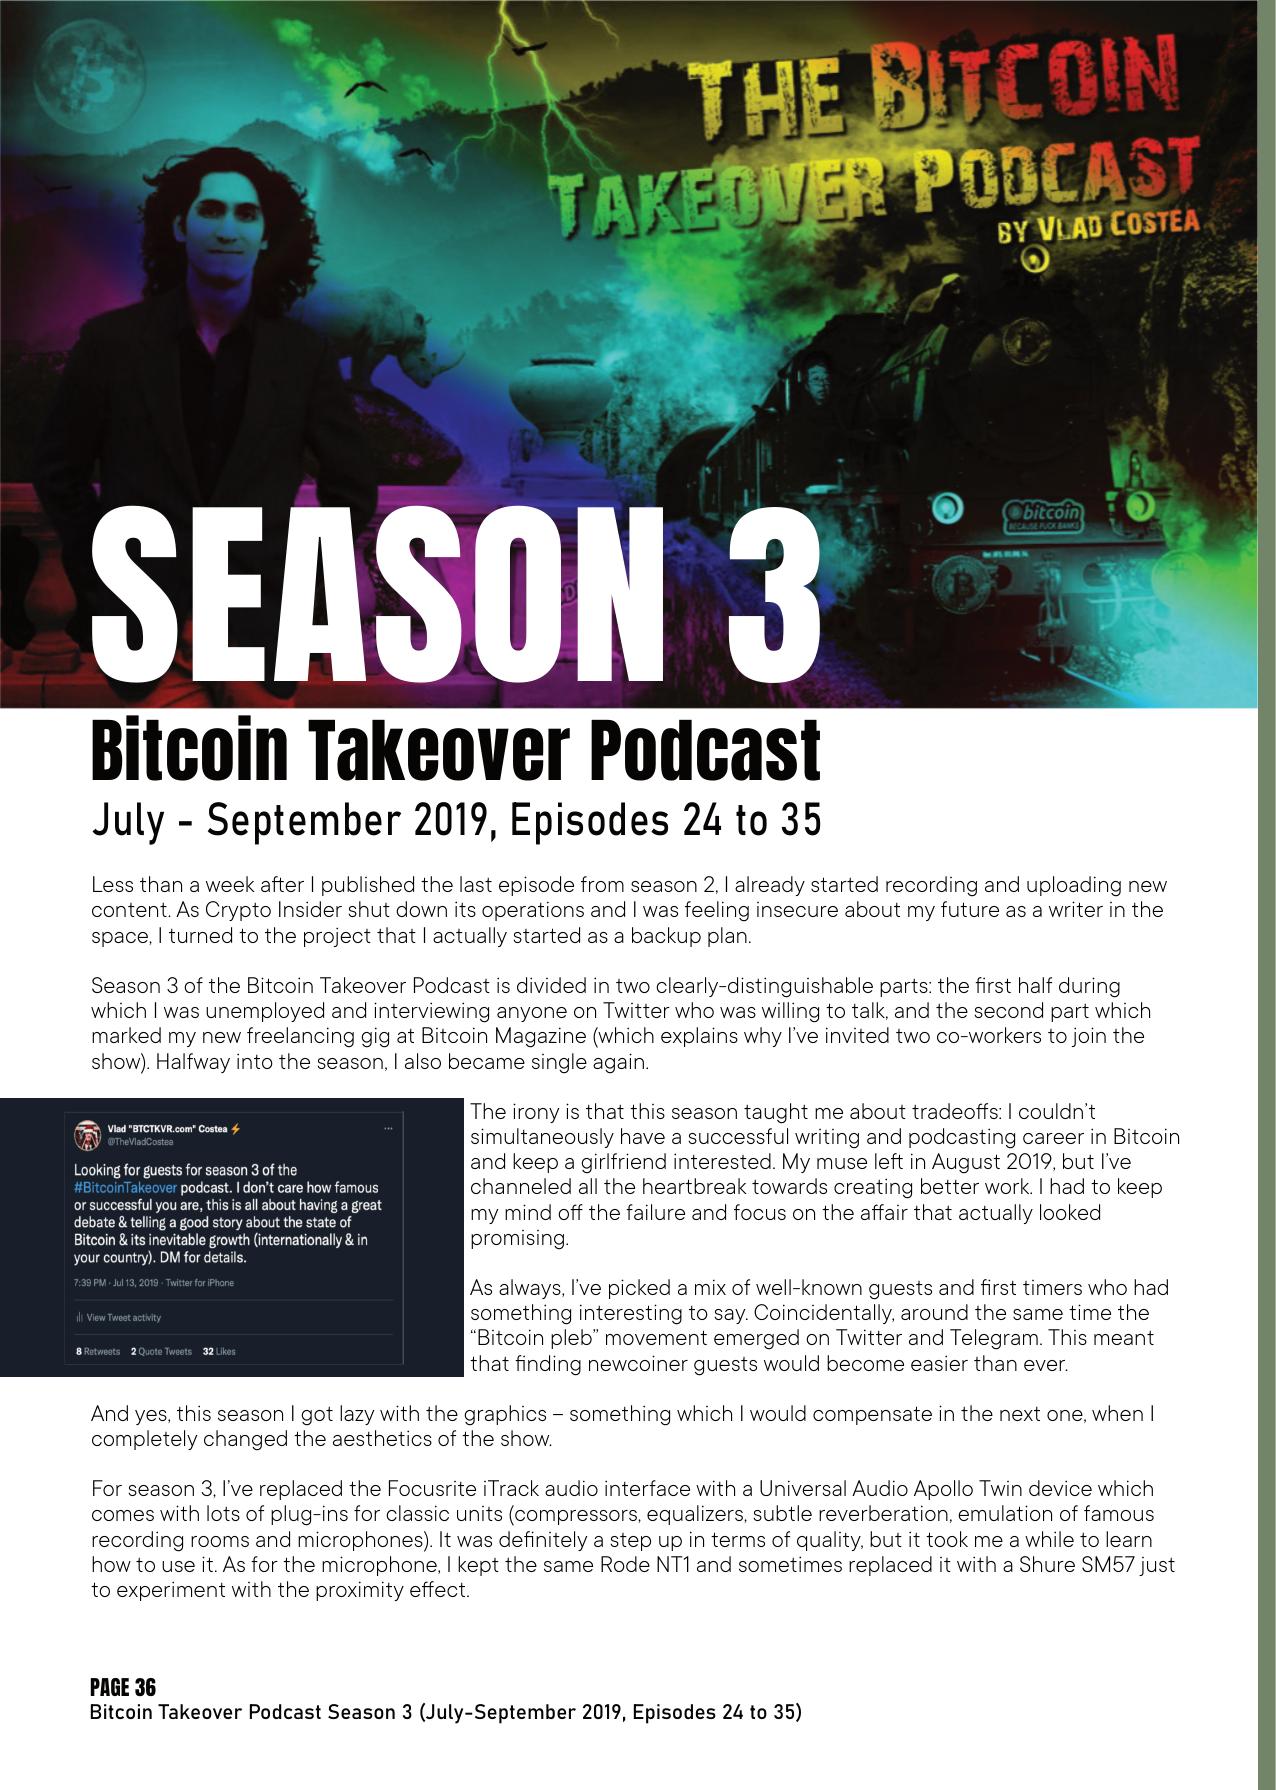 THE BITCOIN
TAKEOVER PODCAST
BY VLAD COSTEA
bitcoin
BECAUSE FUCK BANKS
SEASON 3
Bitcoin Takeover Podcast
July - September 2019, Episodes 24 to 35
Less than a week after I published the last episode from season 2, I already started recording and uploading new
content. As Crypto Insider shut down its operations and I was feeling insecure about my future as a writer in the
space, I turned to the project that I actually started as a backup plan.
Season 3 of the Bitcoin Takeover Podcast is divided in two clearly-distinguishable parts: the first half during
which I was unemployed and interviewing anyone on Twitter who was willing to talk, and the second part which
marked my new freelancing gig at Bitcoin Magazine (which explains why I’ve invited two co-workers to join the
show). Halfway into the season, I also became single again.
Vlad "BTCTKVR.com" Costea ⚡
@TheVladCostea
Looking for guests for season 3 of the
#BitcoinTakeover podcast. I don't care how famous
or successful you are, this is all about having a great
debate & telling a good story about the state of
Bitcoin & its inevitable growth (internationally & in
your country). DM for details.
7:39 PM · Jul 13, 2019 · Twitter for iPhone
View Tweet activity
8 Retweets 2 Quote Tweets 32 Likes
The irony is that this season taught me about tradeoffs: I couldn’t
simultaneously have a successful writing and podcasting career in Bitcoin
and keep a girlfriend interested. My muse left in August 2019, but I’ve
channeled all the heartbreak towards creating better work. I had to keep
my mind off the failure and focus on the affair that actually looked
promising.
As always, I’ve picked a mix of well-known guests and first timers who had
something interesting to say. Coincidentally, around the same time the
“Bitcoin pleb” movement emerged on Twitter and Telegram. This meant
that finding newcoiner guests would become easier than ever.
And yes, this season I got lazy with the graphics – something which I would compensate in the next one, when I
completely changed the aesthetics of the show.
For season 3, I’ve replaced the Focusrite iTrack audio interface with a Universal Audio Apollo Twin device which
comes with lots of plug-ins for classic units (compressors, equalizers, subtle reverberation, emulation of famous
recording rooms and microphones). It was definitely a step up in terms of quality, but it took me a while to learn
how to use it. As for the microphone, I kept the same Rode NT1 and sometimes replaced it with a Shure SM57 just
to experiment with the proximity effect.
PAGE 36
Bitcoin Takeover Podcast Season 3 (July-September 2019, Episodes 24 to 35)